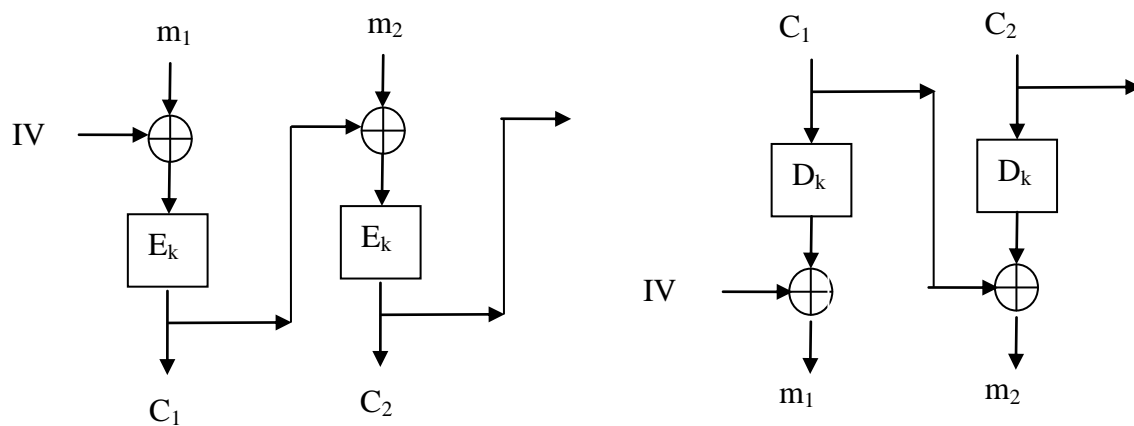 m₁ m₂
IV
Eₖ Eₖ
C₁ C₂
C₁ C₂
Dₖ Dₖ
IV
m₁ m₂